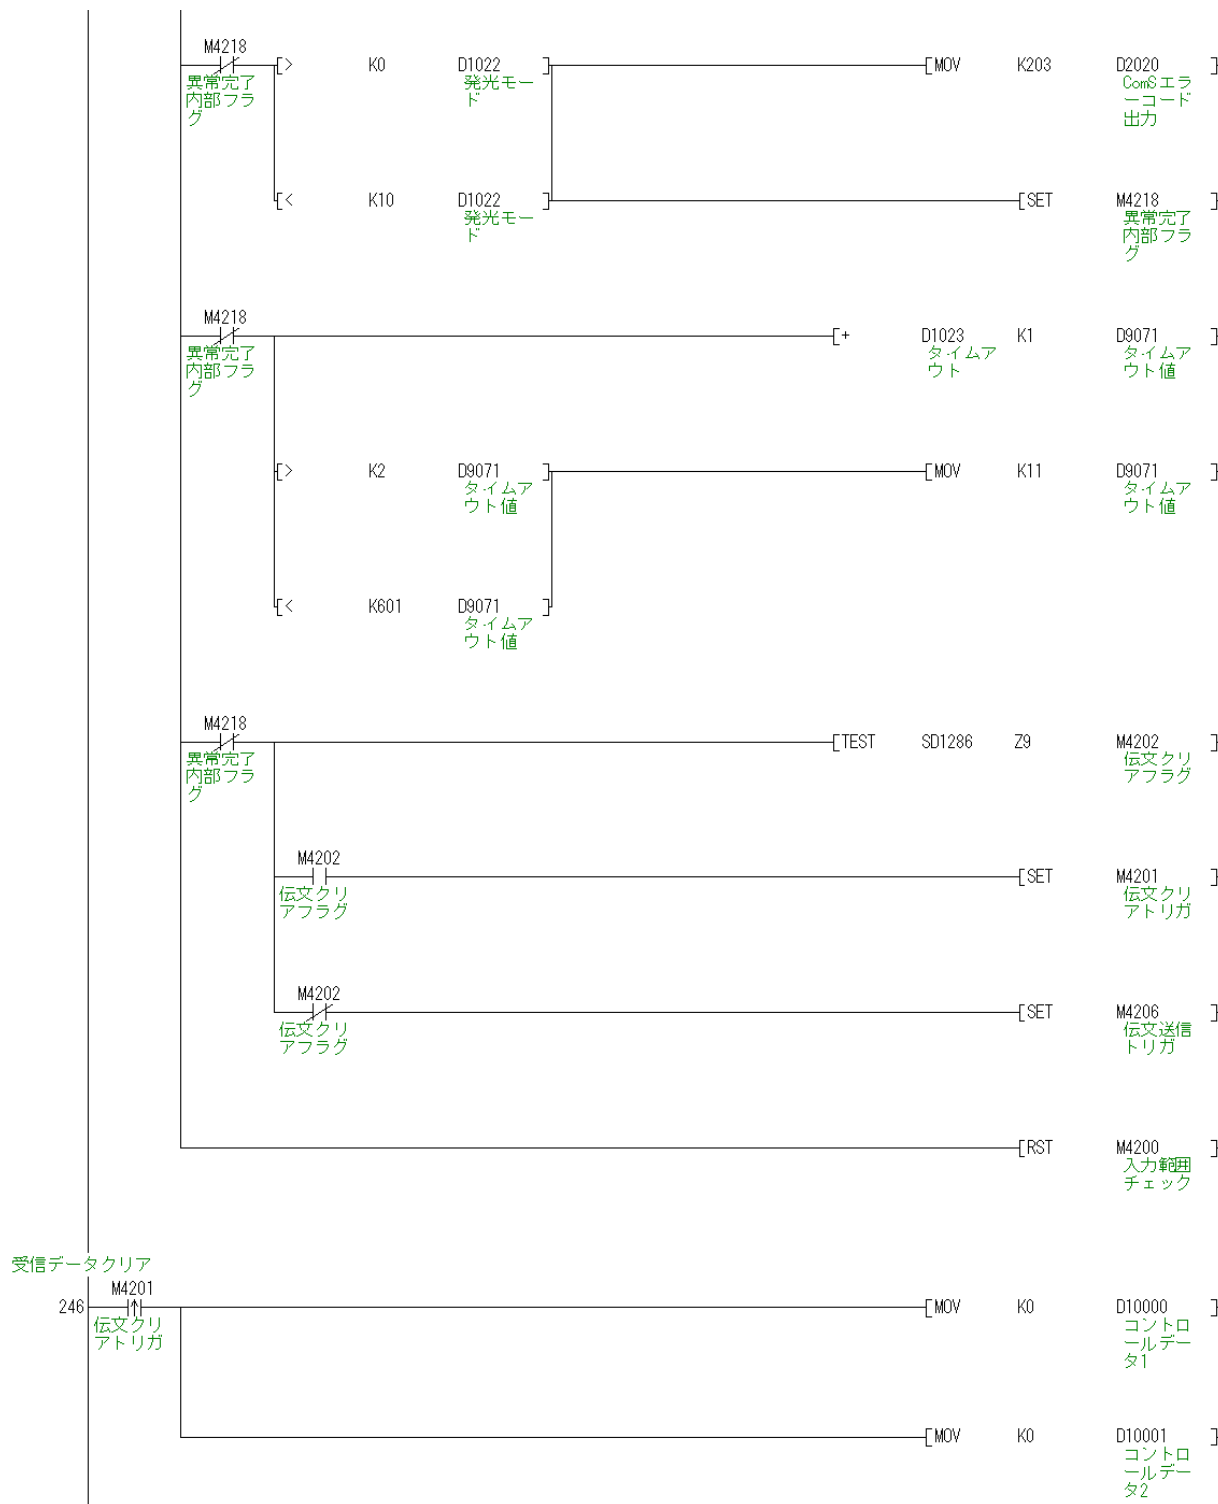 M4218
[> K0 D1022 ] [MOV K203 D2020 ]
異常完了 発光モー ComSエラ
内部フラ ド ーコード
グ 出力
[< K10 D1022 ] [SET M4218 ]
発光モー 異常完了
ド 内部フラ
グ
M4218
[+ D1023 K1 D9071 ]
異常完了 タイムア タイムア
内部フラ ウト ウト値
グ
[> K2 D9071 ] [MOV K11 D9071 ]
タイムア タイムア
ウト値 ウト値
[< K601 D9071 ]
タイムア
ウト値
M4218
[TEST SD1286 Z9 M4202 ]
異常完了 伝文クリ
内部フラ アフラグ
グ
M4202
[SET M4201 ]
伝文クリ 伝文クリ
アフラグ アトリガ
M4202
[SET M4206 ]
伝文クリ 伝文送信
アフラグ トリガ
[RST M4200 ]
入力範囲
チェック
受信データクリア
M4201
246 [MOV K0 D10000 ]
伝文クリ コントロ
アトリガ ールデー
タ1
[MOV K0 D10001 ]
コントロ
ールデー
タ2